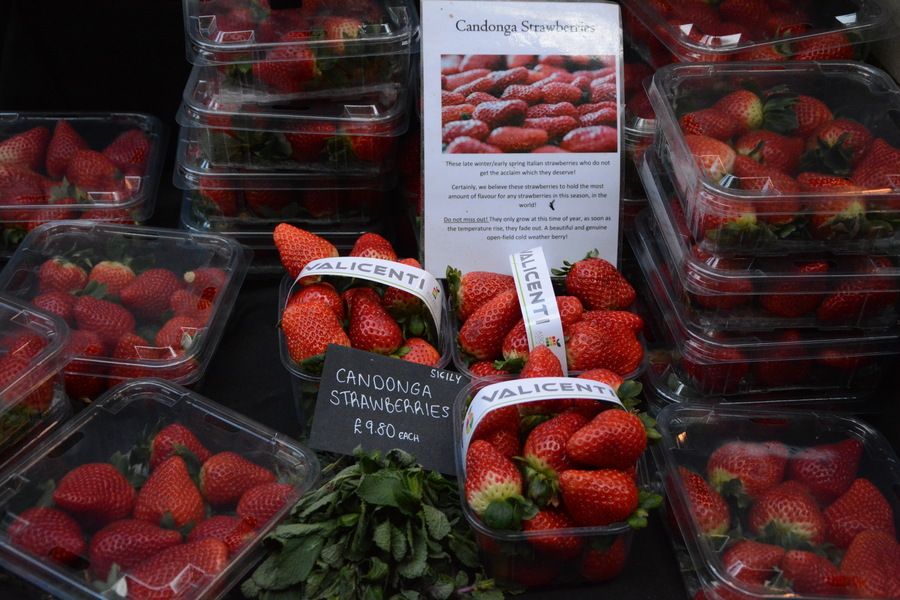 Candonga Strawberries
These late winter/early spring Italian strawberries who do not
get the acclaim which they deserve!
Certainly, we believe these strawberries to hold the most
amount of flavour for any strawberries in this season, in the
world!
Do not miss out! They only grow at this time of year, as soon as
the temperature rise, they fade out. A beautiful and genuine
open-field core berry!
VALICENTI
VALICENTI
SICILY
CANDONGA
STRAWBERRIES
£9.80 EACH
VALICENTI